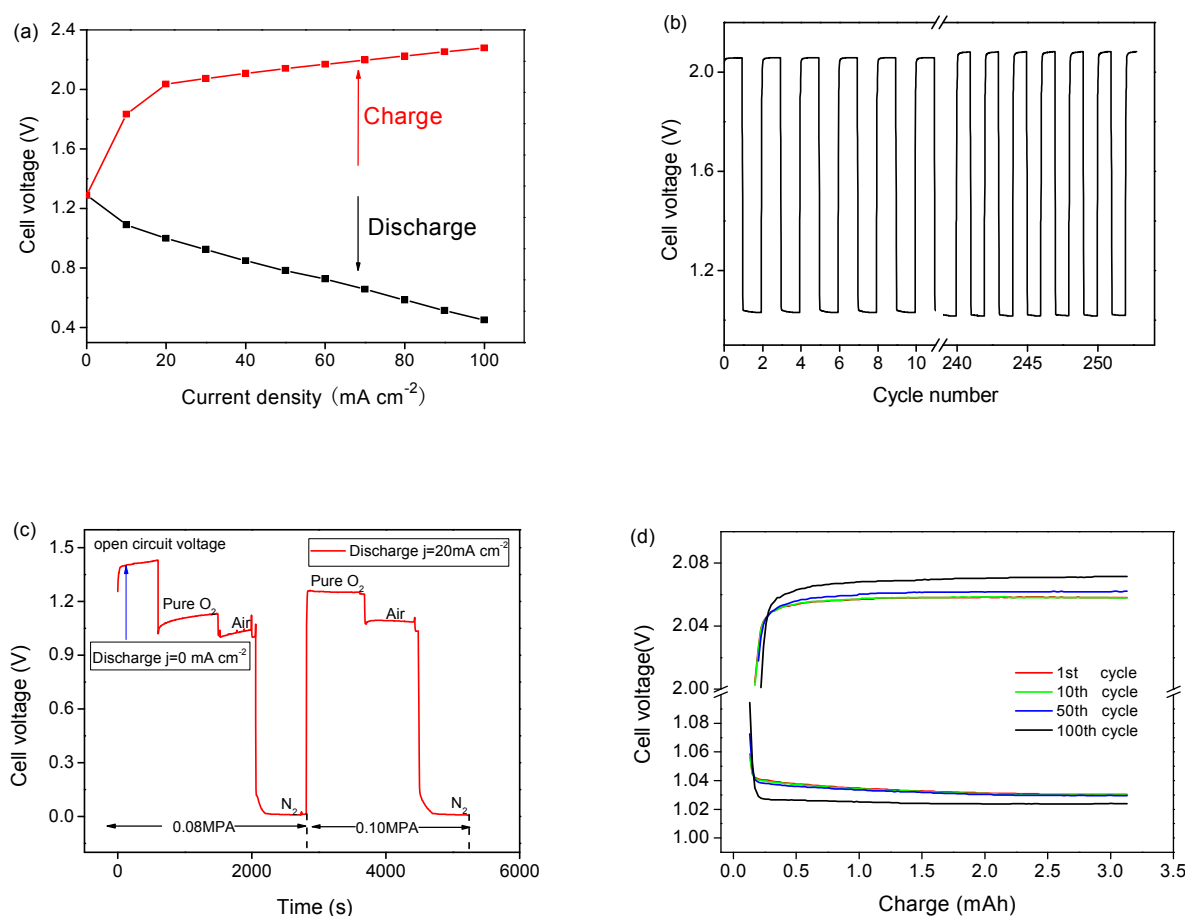 (a)
2.4
2.0
1.6
1.2
0.8
0.4
Cell voltage (V)
Charge
Discharge
0 20 40 60 80 100
Current density (mA cm-2)
(b)
2.0
1.6
1.2
Cell voltage (V)
0 2 4 6 8 10 240 245 250
Cycle number
(c)
1.5
1.2
0.9
0.6
0.3
0.0
Cell voltage (V)
open circuit voltage
Discharge j=20mA cm-2
Pure O2
Air
Pure O2
Air
Discharge j=0 mA cm-2
N2
N2
0.08MPA
0.10MPA
0 2000 4000 6000
Time (s)
(d)
2.08
2.04
2.00
1.08
1.06
1.04
1.02
1.00
Cell voltage(V)
1st cycle
10th cycle
50th cycle
100th cycle
0.0 0.5 1.0 1.5 2.0 2.5 3.0 3.5
Charge (mAh)